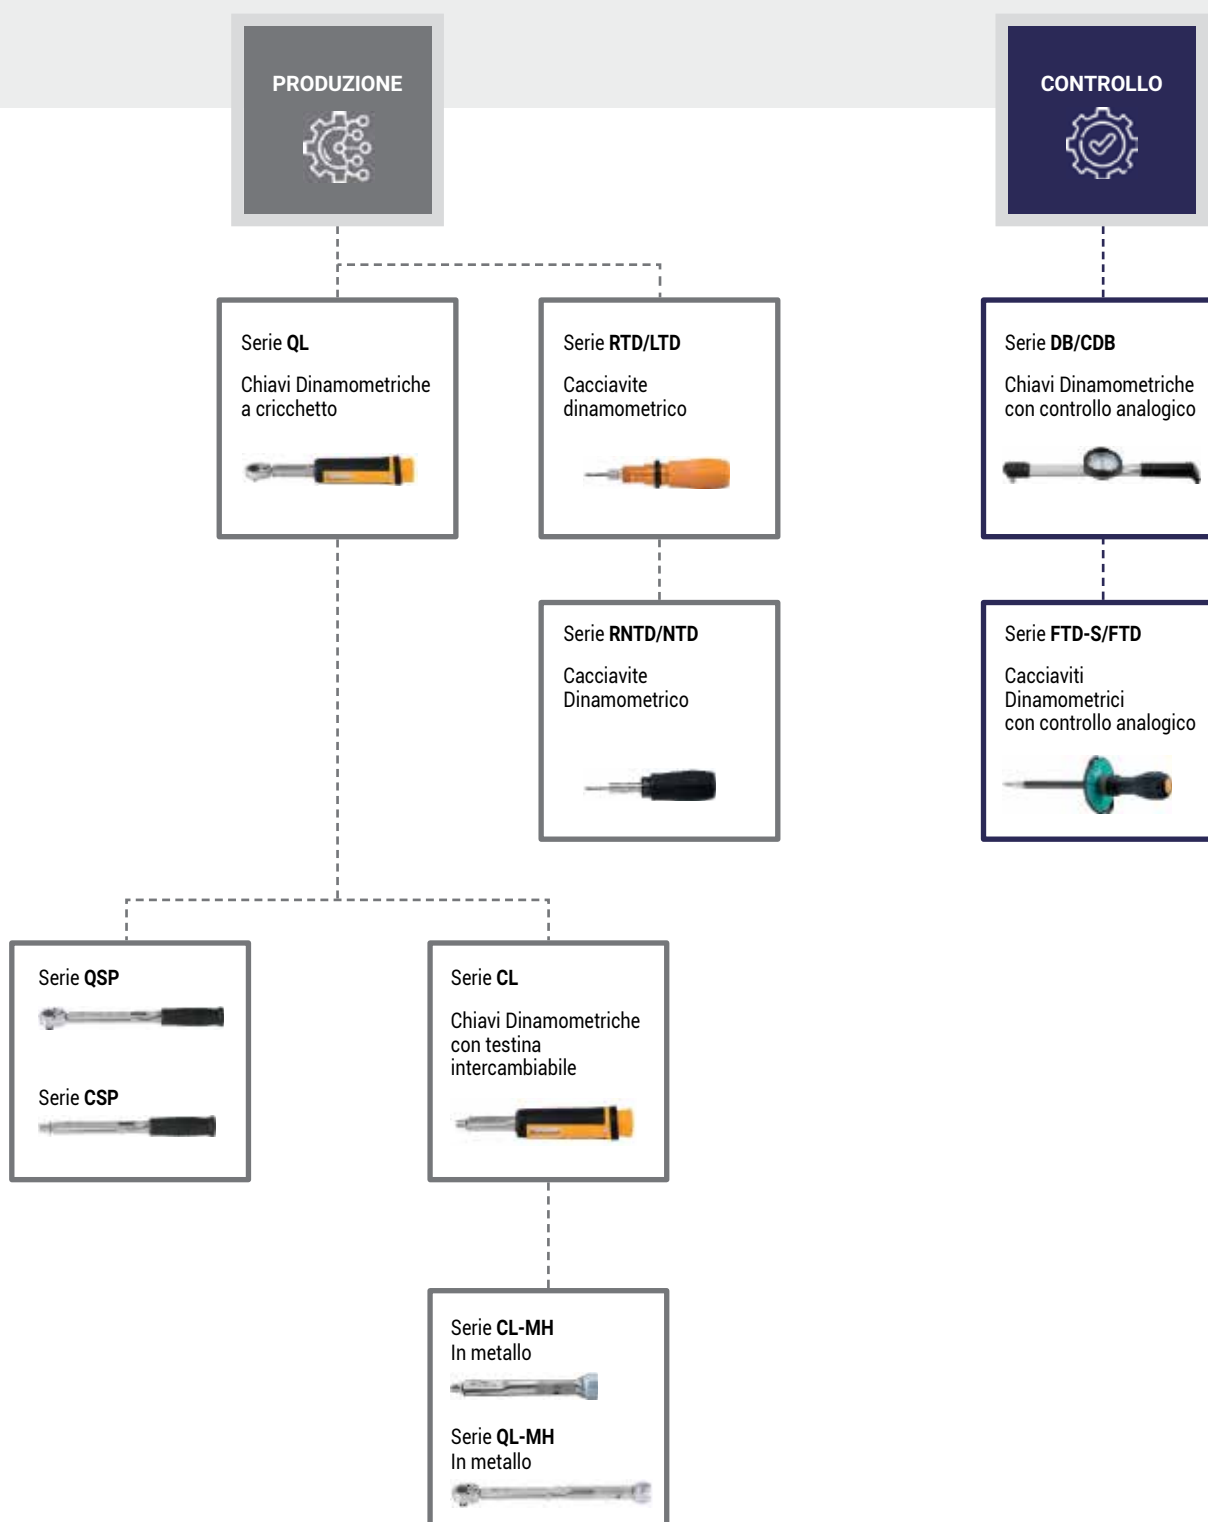 PRODUZIONE
CONTROLLO
Serie QL
Chiavi Dinamometriche
a cricchetto
Serie RTD/LTD
Cacciavite
dinamometrico
Serie DB/CDB
Chiavi Dinamometriche
con controllo analogico
Serie RNTD/NTD
Cacciavite
Dinamometrico
Serie FTD-S/FTD
Cacciaviti
Dinamometrici
con controllo analogico
Serie QSP
Serie CSP
Serie CL
Chiavi Dinamometriche
con testina
intercambiabile
Serie CL-MH
In metallo
Serie QL-MH
In metallo